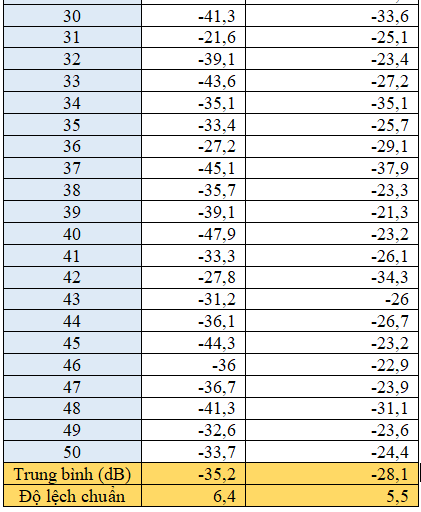 30 -41,3 -33,6
31 -21,6 -25,1
32 -39,1 -23,4
33 -43,6 -27,2
34 -35,1 -35,1
35 -33,4 -25,7
36 -27,2 -29,1
37 -45,1 -37,9
38 -35,7 -23,3
39 -39,1 -21,3
40 -47,9 -23,2
41 -33,3 -26,1
42 -27,8 -34,3
43 -31,2 -26
44 -36,1 -26,7
45 -44,3 -23,2
46 -36 -22,9
47 -36,7 -23,9
48 -41,3 -31,1
49 -32,6 -23,6
50 -33,7 -24,4
Trung bình (dB) -35,2 -28,1
Độ lệch chuẩn 6,4 5,5